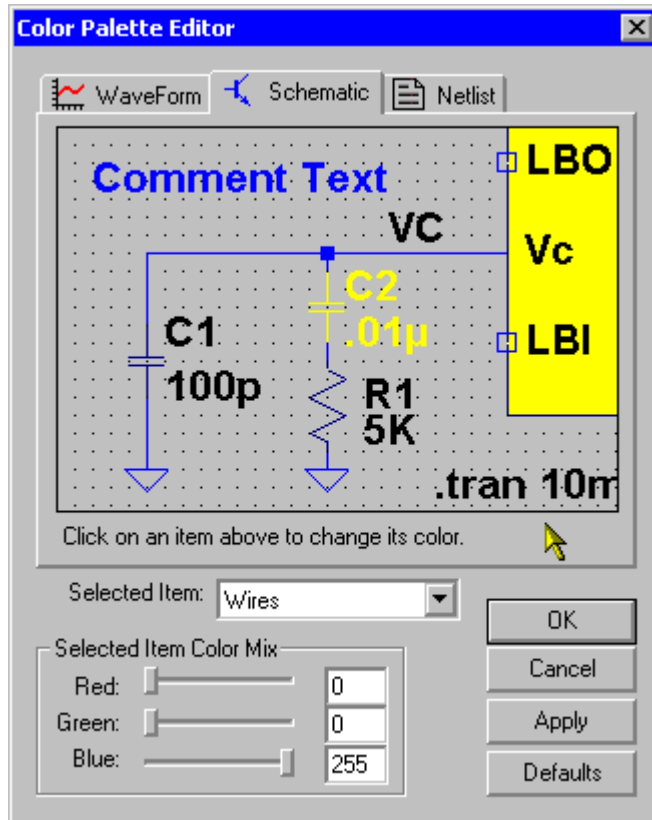 Color Palette Editor
WaveForm Schematic Netlist
Comment Text
LBO
VC
Vc
C2
.01µ
C1
100p
LBI
R1
5K
.tran 10m
Click on an item above to change its color.
Selected Item: Wires
OK
Selected Item Color Mix
Cancel
Red: 0
Green: 0
Apply
Blue: 255
Defaults